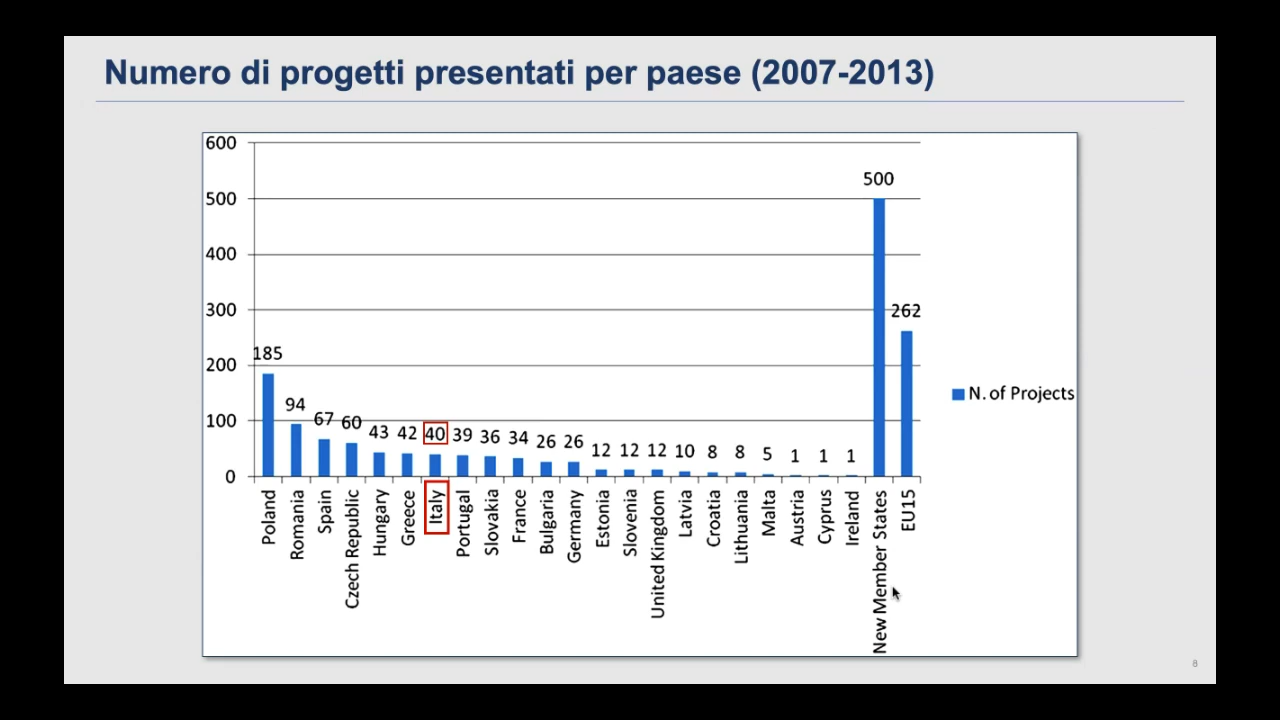 Numero di progetti presentati per paese (2007-2013)
600
500
400
300
200
100
0
185
94
67
60
43
42
40
39
36
34
26
26
12
12
12
10
8
8
5
1
1
1
500
262
Poland
Romania
Spain
Czech Republic
Hungary
Greece
Italy
Portugal
Slovakia
France
Bulgaria
Germany
Estonia
Slovenia
United Kingdom
Latvia
Croatia
Lithuania
Malta
Austria
Cyprus
Ireland
New Member States
EU15
N. of Projects
8